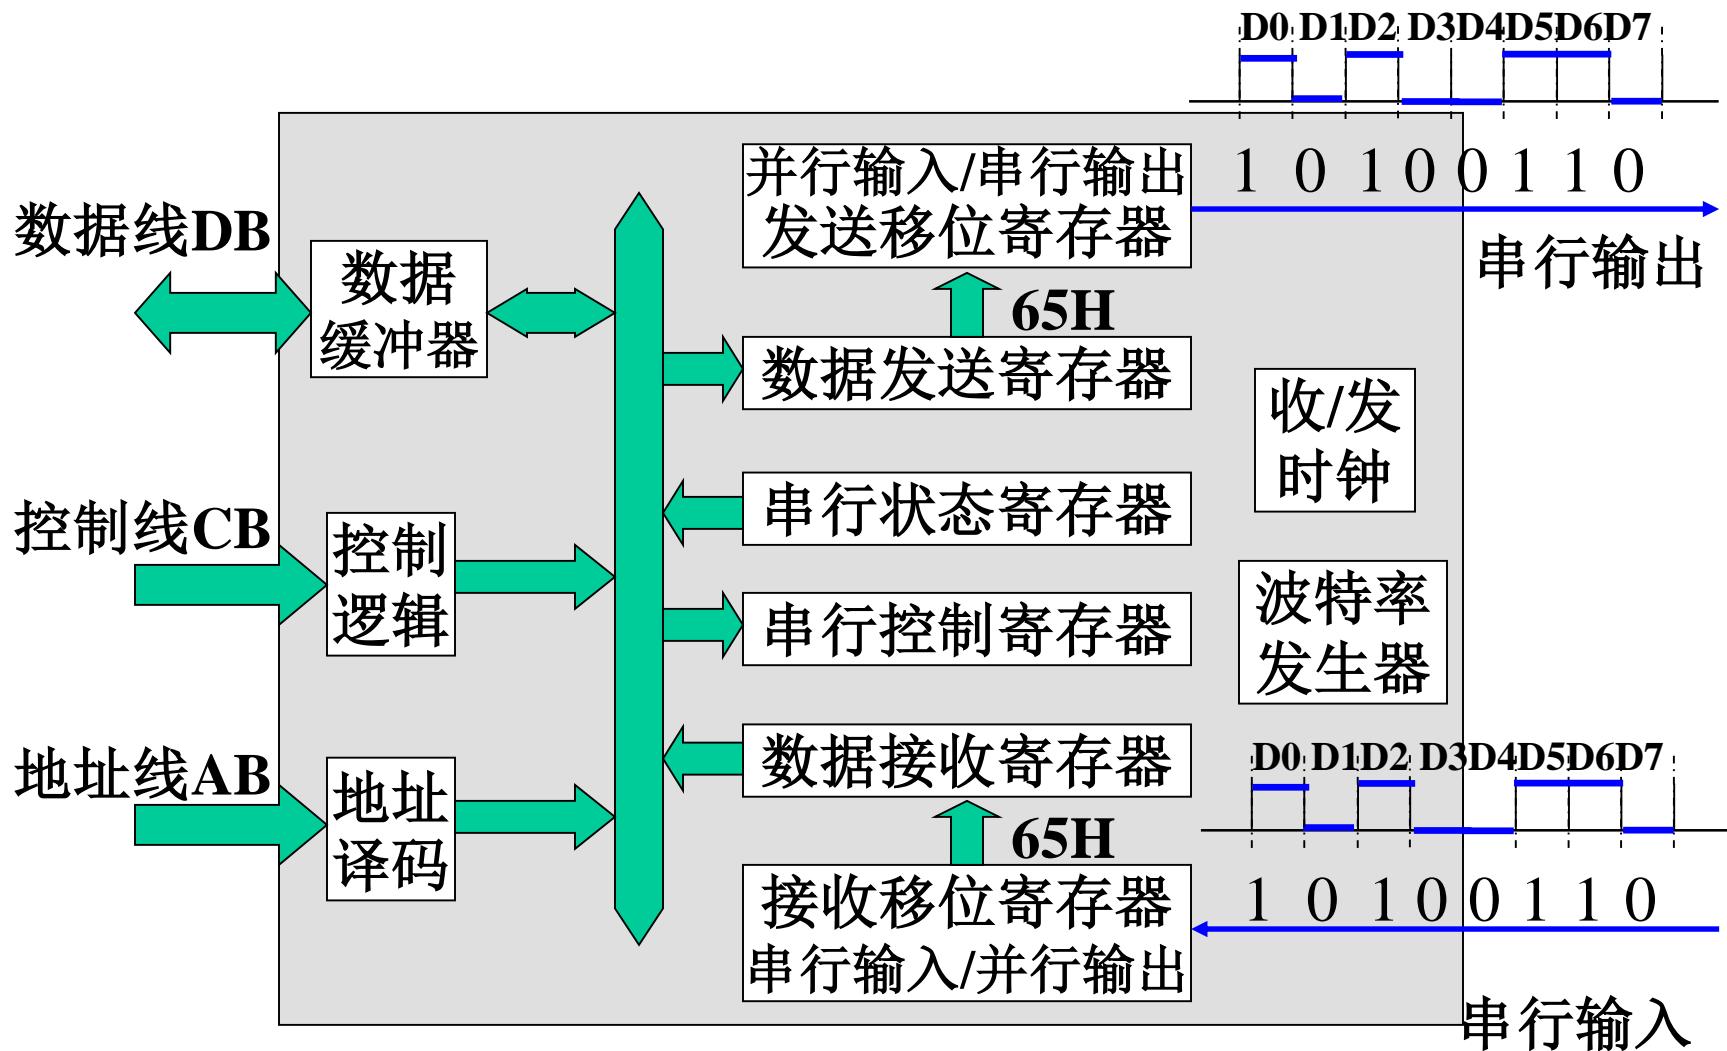 D0 D1 D2 D3 D4 D5 D6 D7
1 0 1 0 0 1 1 0
串行输出
并行输入/串行输出
发送移位寄存器
65H
数据发送寄存器
数据线DB
数据
缓冲器
收/发
时钟
串行状态寄存器
控制线CB
控制
逻辑
串行控制寄存器
波特率
发生器
地址线AB
地址
译码
数据接收寄存器
65H
接收移位寄存器
串行输入/并行输出
D0 D1 D2 D3 D4 D5 D6 D7
1 0 1 0 0 1 1 0
串行输入